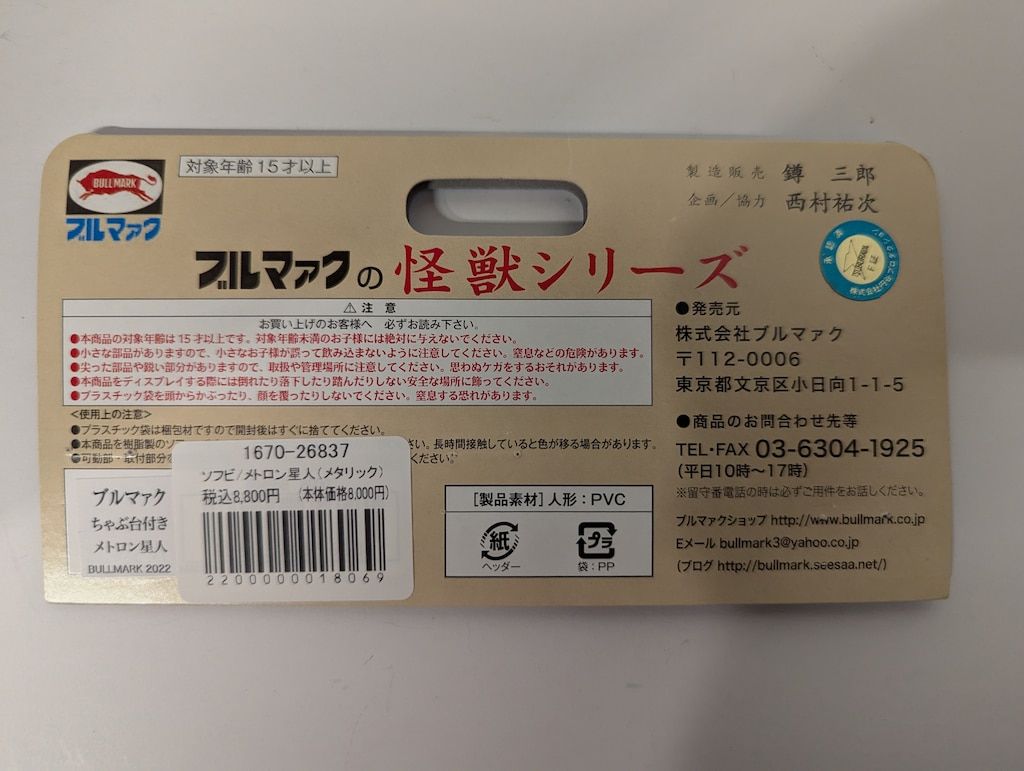 BULLMARK
ブルマァク
対象年齢15才以上
製造販売 鐏 三郎
企画/協力 西村祐次
ブルマァクの怪獣シリーズ
⚠注 意
お買い上げのお客様へ 必ずお読み下さい。
●本商品の対象年齢は15才以上です。対象年齢未満のお子様には絶対に与えないでください。
●小さな部品がありますので、小さなお子様が誤って飲み込まないように注意してください。窒息などの危険があります。
●尖った部品や鋭い部分がありますので、取扱や管理場所に注意してください。思わぬケガをするおそれがあります。
●本商品をディスプレイする際には倒れたり落下したり踏んだりしない安全な場所に飾ってください。
●プラスチック袋を頭からかぶったり、顔を覆ったりしないでください。窒息する恐れがあります。
<使用上の注意>
●プラスチック袋は梱包材ですので開封後はすぐに捨ててください。
●本商品を樹脂製のソフ い。長時間接触していると色が移る場合があります。
●可動部・取付部分を ください。
1670-26837
ソフビ/メトロン星人(メタリック)
税込8,800円 (本体価格8,000円)
2200000018069
ブルマァク
ちゃぶ台付き
メトロン星人
BULLMARK 2022
[製品素材]人形:PVC
紙
ヘッダー
プラ
袋:PP
株式会社円谷プロダクション
●発売元
株式会社ブルマァク
〒112-0006
東京都文京区小日向1-1-5
●商品のお問合わせ先等
TEL・FAX 03-6304-1925
(平日10時〜17時)
※留守番電話の時は必ずご用件をお話しください。
ブルマァクショップ http://www.bullmark.co.jp
Eメール bullmark3@yahoo.co.jp
(ブログ http://bullmark.seesaa.net/)